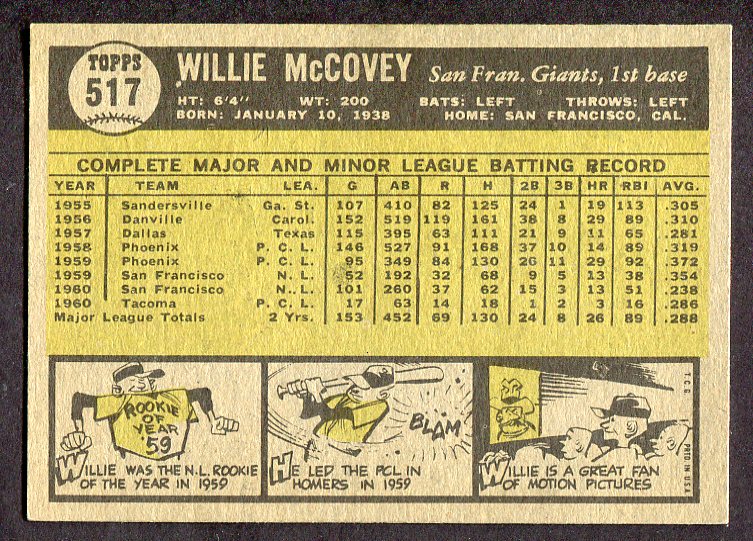 TOPPS
517
WILLIE McCOVEY San Fran. Giants, 1st base
HT: 6'4" WT: 200 BATS: LEFT THROWS: LEFT
BORN: JANUARY 10, 1938 HOME: SAN FRANCISCO, CAL.
COMPLETE MAJOR AND MINOR LEAGUE BATTING RECORD
YEAR TEAM LEA. G AB R H 2B 3B HR RBI AVG.
1955 Sandersville Ga. St. 107 410 82 125 24 1 19 113 .305
1956 Danville Carol. 152 519 119 161 38 8 29 89 .310
1957 Dallas Texas 115 395 63 111 21 9 11 65 .281
1958 Phoenix P.C.L. 146 527 91 168 37 10 14 89 .319
1959 Phoenix P.C.L. 95 349 84 130 26 11 29 92 .372
1959 San Francisco N.L. 52 192 32 68 9 5 13 38 .354
1960 San Francisco N..L. 101 260 37 62 15 3 13 51 .238
1960 Tacoma P.C.L. 17 63 14 18 1 2 3 16 .286
Major League Totals 2 Yrs. 153 452 69 130 24 8 26 89 .288
ROOKIE
OF
YEAR
'59
WILLIE WAS THE N.L. ROOKIE
OF THE YEAR IN 1959
BLAM
HE LED THE PCL IN
HOMERS IN 1959
WILLIE IS A GREAT FAN
OF MOTION PICTURES
T.C.G.
PRTD IN U.S.A.